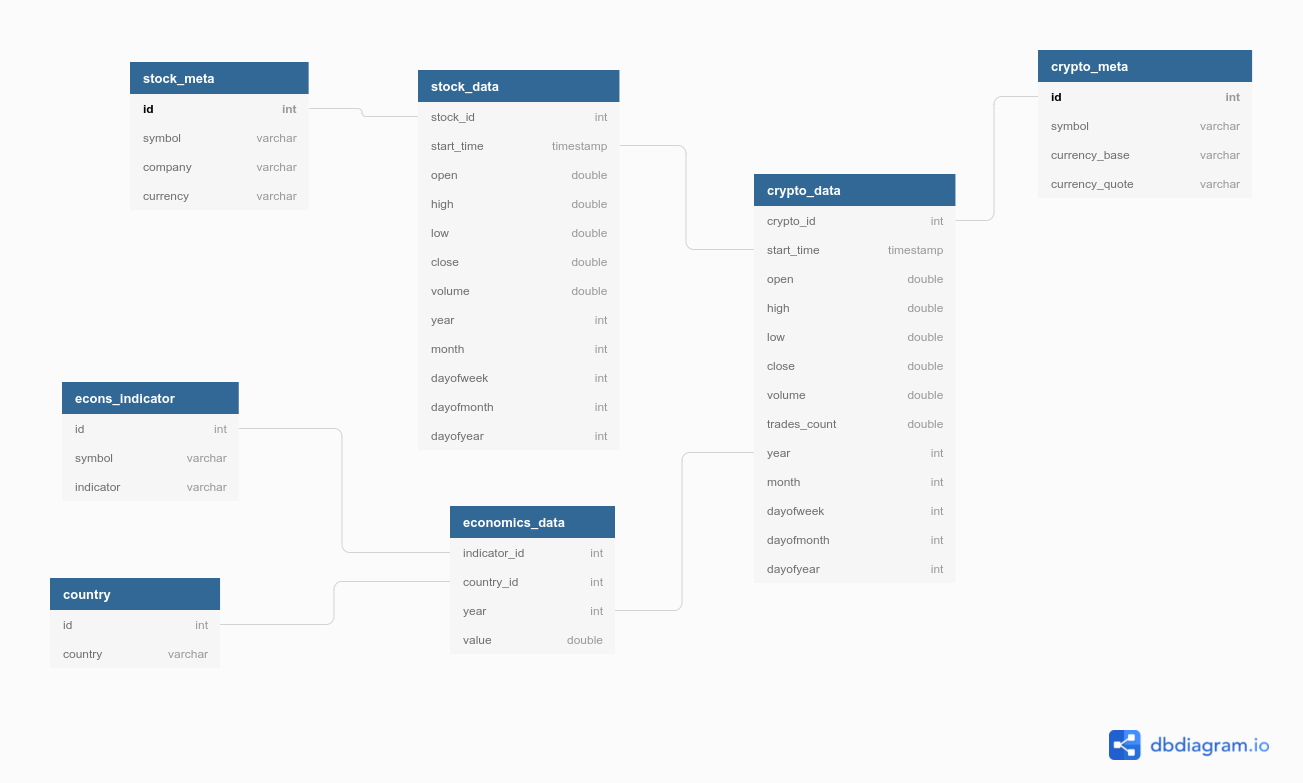 stock_meta
id int
symbol varchar
company varchar
currency varchar
stock_data
stock_id int
start_time timestamp
open double
high double
low double
close double
volume double
year int
month int
dayofweek int
dayofmonth int
dayofyear int
crypto_meta
id int
symbol varchar
currency_base varchar
currency_quote varchar
crypto_data
crypto_id int
start_time timestamp
open double
high double
low double
close double
volume double
trades_count double
year int
month int
dayofweek int
dayofmonth int
dayofyear int
econs_indicator
id int
symbol varchar
indicator varchar
economics_data
indicator_id int
country_id int
year int
value double
country
id int
country varchar
dbdiagram.io